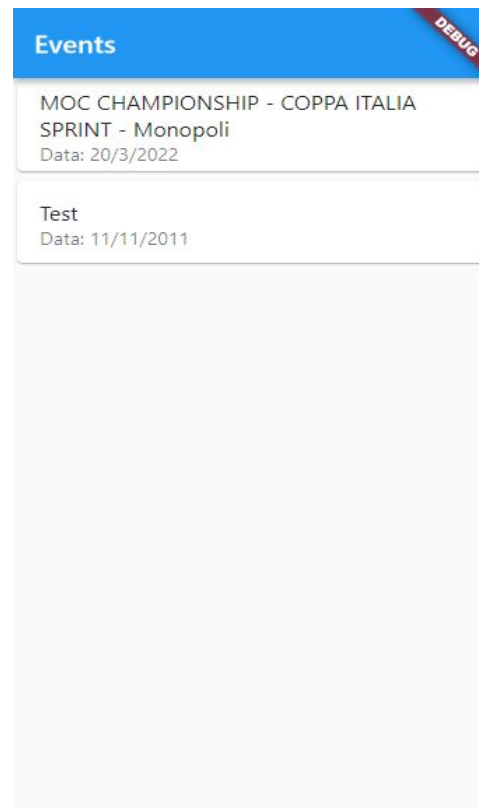 Events
DEBUG
MOC CHAMPIONSHIP - COPPA ITALIA
SPRINT - Monopoli
Data: 20/3/2022
Test
Data: 11/11/2011